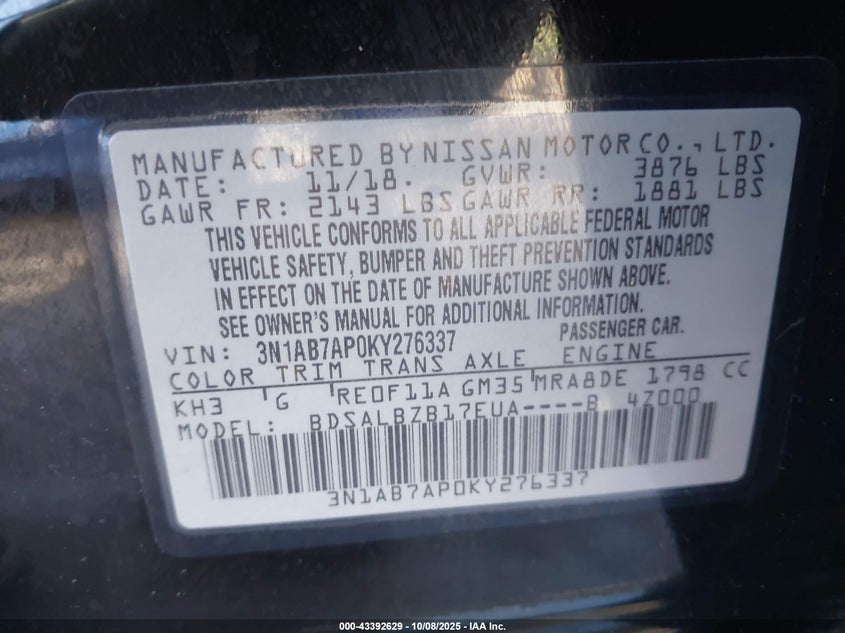 MANUFACTURED BY NISSAN MOTOR CO., LTD.
DATE: 11/18. GVWR: 3876 LBS
GAWR FR: 2143 LBS GAWR RR: 1881 LBS
THIS VEHICLE CONFORMS TO ALL APPLICABLE FEDERAL MOTOR
VEHICLE SAFETY, BUMPER AND THEFT PREVENTION STANDARDS
IN EFFECT ON THE DATE OF MANUFACTURE SHOWN ABOVE.
SEE OWNER'S MANUAL FOR ADDITIONAL INFORMATION.
VIN: 3N1AB7AP0KY276337 PASSENGER CAR.
COLOR TRIM TRANS AXLE ENGINE
KH3 G RE0F11A GM35 MRA8DE 1798 CC
MODEL: BDSALBZB17EUA----B 4Z000
3N1AB7AP0KY276337
000-43392629 - 10/08/2025 - IAA Inc.